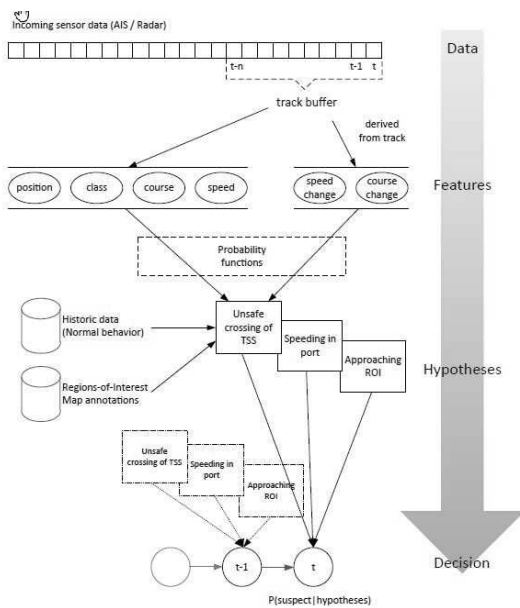 Incoming sensor data (AIS / Radar)
Data
t-n
t-1
t
track buffer
derived
from track
position
class
course
speed
speed
change
course
change
Features
Probability
functions
Historic data
(Normal behavior)
Unsafe
crossing of
TSS
Speeding in
port
Approaching
ROI
Hypotheses
Regions-of-Interest
Map annotations
Unsafe
crossing of TSS
Speeding in
port
Approaching
ROI
t-1
t
Decision
P(suspect|hypotheses)